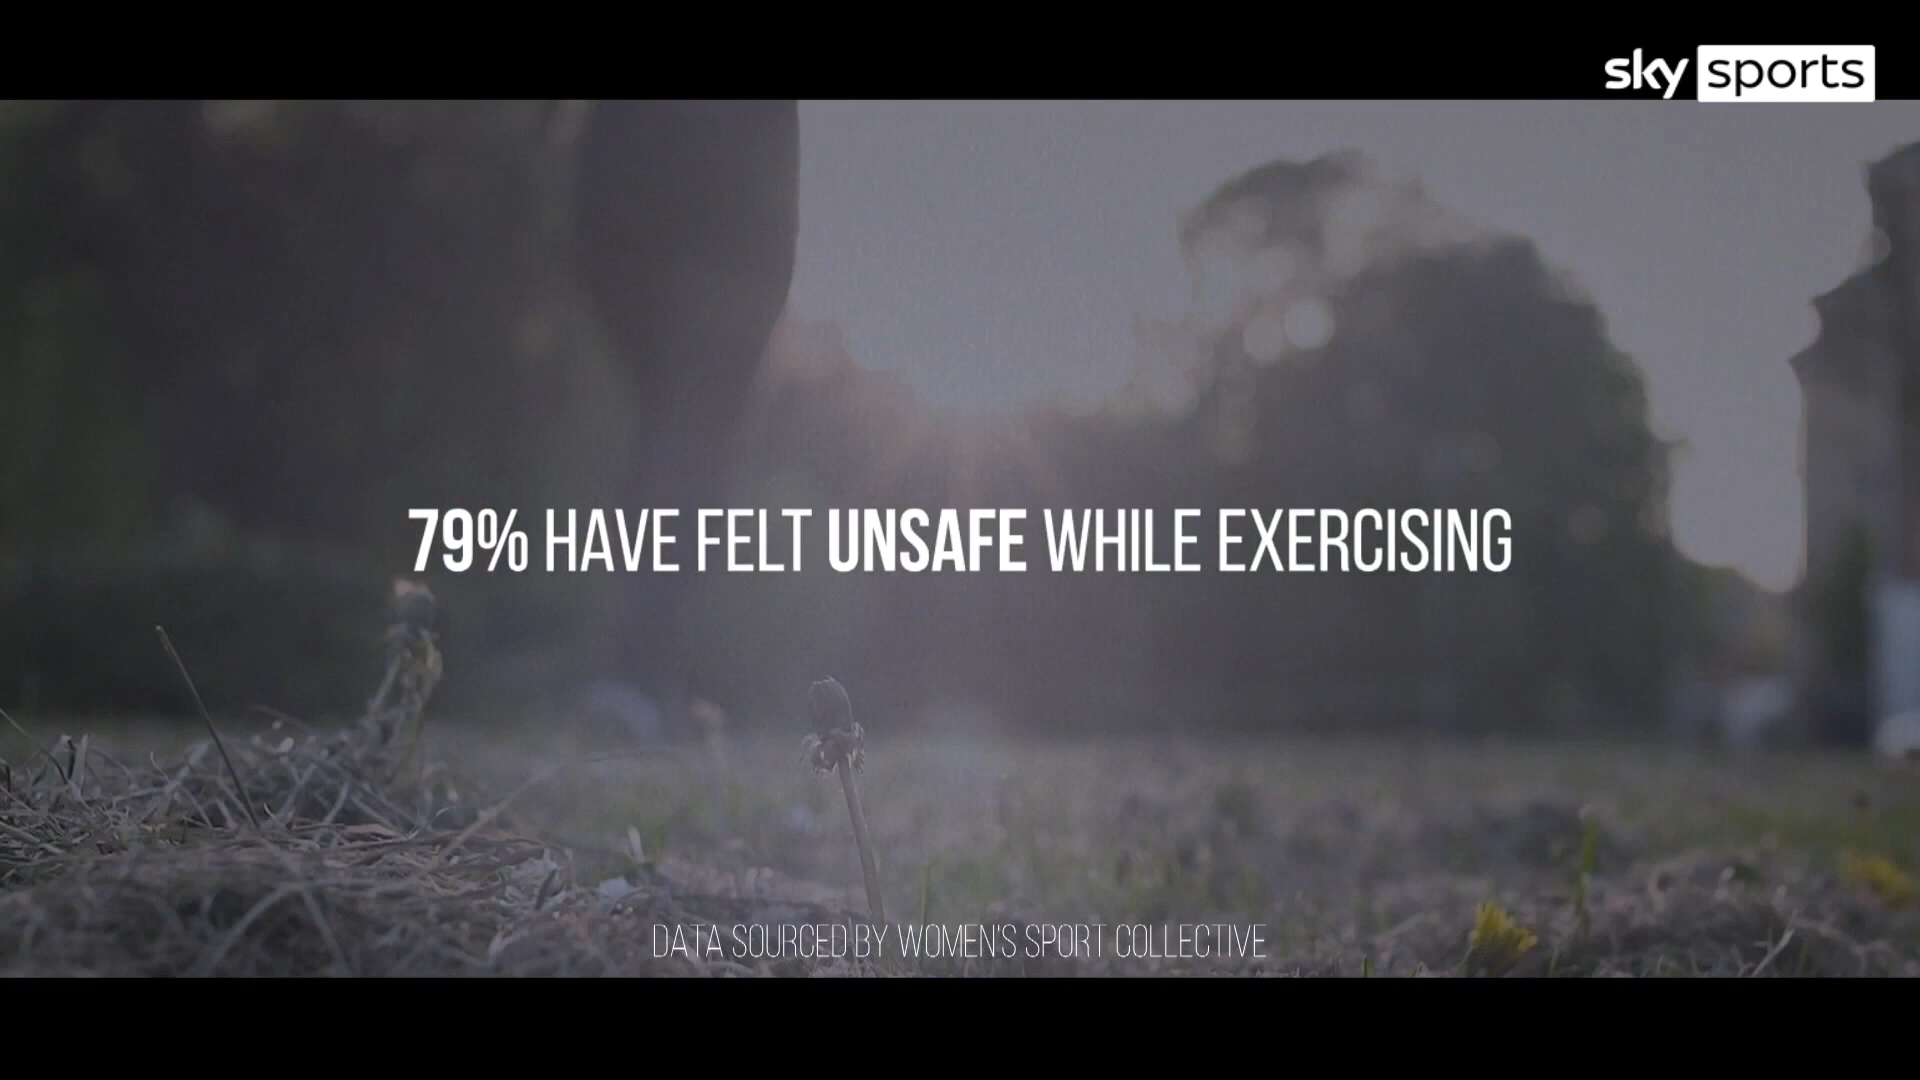 sky sports
79% HAVE FELT UNSAFE WHILE EXERCISING
DATA SOURCED BY WOMEN'S SPORT COLLECTIVE